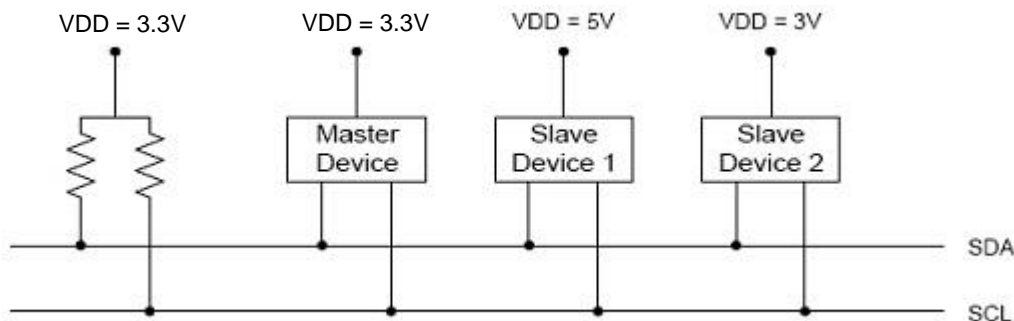 VDD = 3.3V
VDD = 3.3V
VDD = 5V
VDD = 3V
Master
Device
Slave
Device 1
Slave
Device 2
SDA
SCL